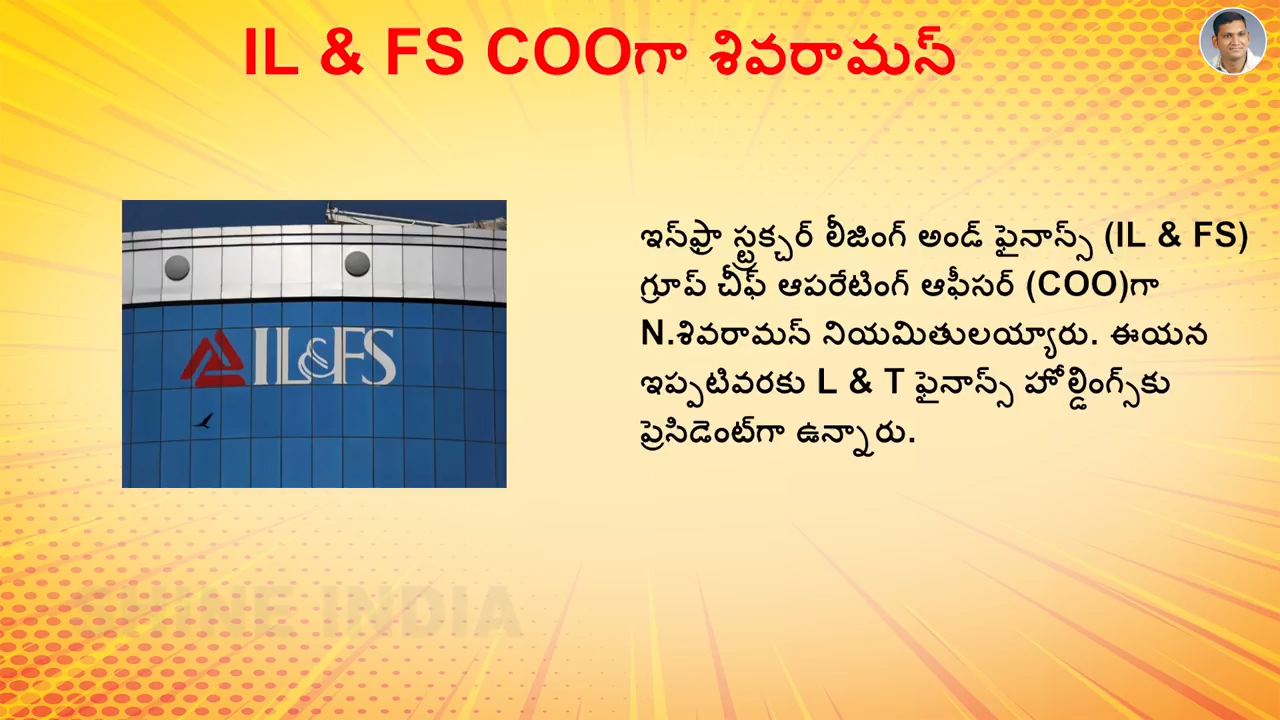 IL & FS COOగా శివరామన్
IL&FS
ఇన్‌ఫ్రా స్ట్రక్చర్ లీజింగ్ అండ్ ఫైనాన్స్ (IL & FS)
గ్రూప్ చీఫ్ ఆపరేటింగ్ ఆఫీసర్ (COO)గా
N.శివరామన్ నియమితులయ్యారు. ఈయన
ఇప్పటివరకు L & T ఫైనాన్స్ హోల్డింగ్స్‌కు
ప్రెసిడెంట్‌గా ఉన్నారు.
INDIA